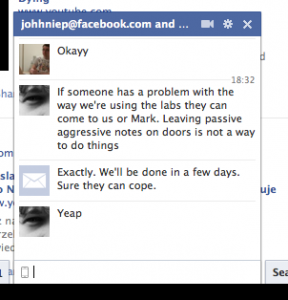 Dying
www.youtube.com
johhniep@facebook.com and ...
Okayy
18:32
If someone has a problem with the
way we're using the labs they can
come to us or Mark. Leaving passive
aggressive notes on doors is not a way
to do things
Exactly. We'll be done in a few days.
Sure they can cope.
Yeap
Sea